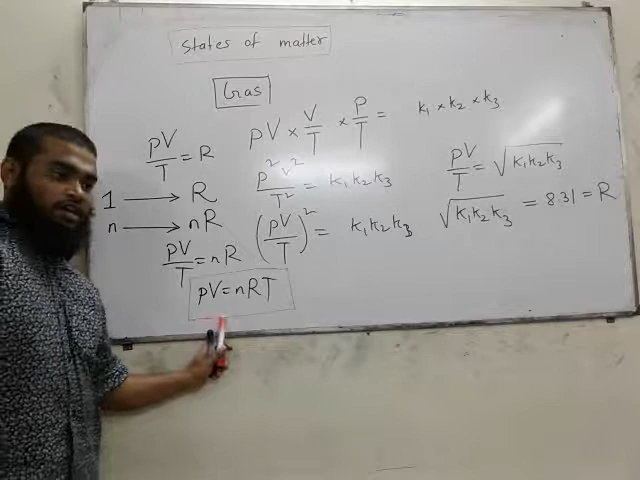 States of matter
Gas
PV × V/T × P/T = k₁ × k₂ × k₃
P²V²/T² = k₁k₂k₃
(PV/T)² = k₁k₂k₃
PV/T = √k₁k₂k₃
√k₁k₂k₃ = 8.31 = R
PV/T = R
1 → R
n → nR
PV/T = nR
PV = nRT